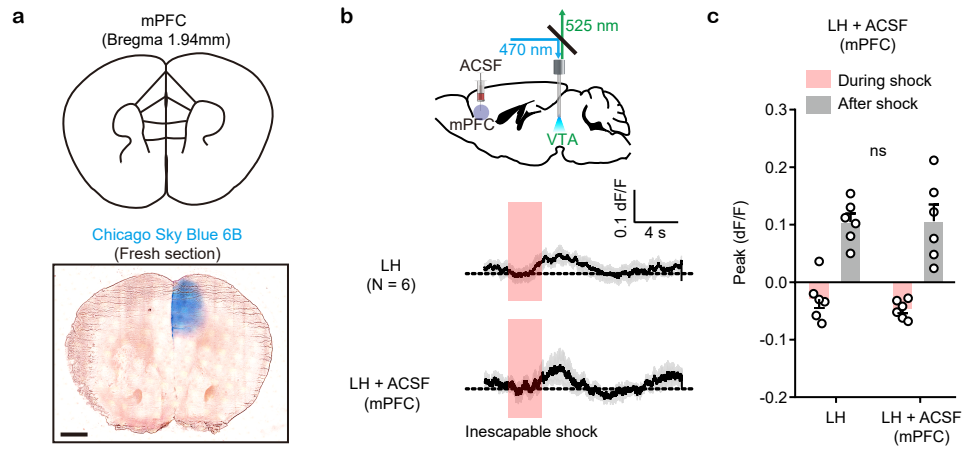 a
mPFC
(Bregma 1.94mm)
Chicago Sky Blue 6B
(Fresh section)
b
525 nm
470 nm
ACSF
mPFC
VTA
0.1 dF/F
4 s
LH
(N = 6)
LH + ACSF
(mPFC)
Inescapable shock
c
LH + ACSF
(mPFC)
During shock
After shock
ns
Peak (dF/F)
0.3
0.2
0.1
0.0
-0.1
-0.2
LH
LH + ACSF
(mPFC)